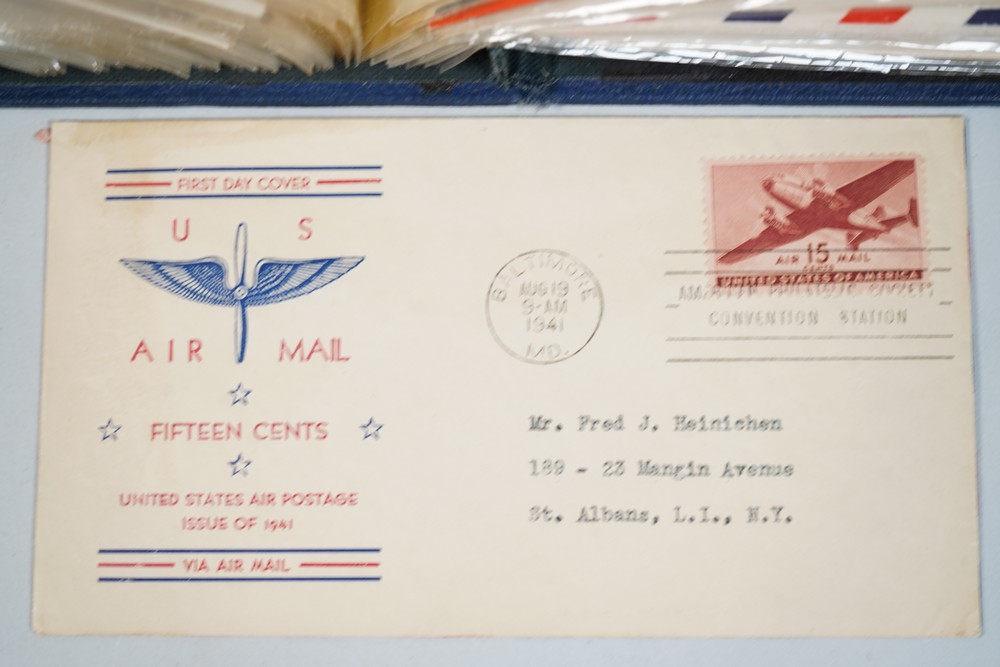 FIRST DAY COVER
U S
AIR MAIL
FIFTEEN CENTS
UNITED STATES AIR POSTAGE
ISSUE OF 1941
VIA AIR MAIL
BALTIMORE
AUG 19
9-AM
1941
MD.
AIR 15 MAIL
CENTS
UNITED STATES OF AMERICA
CONVENTION STATION
Mr. Fred J. Heinichen
189 - 23 Mangin Avenue
St. Albans, L.I., N.Y.